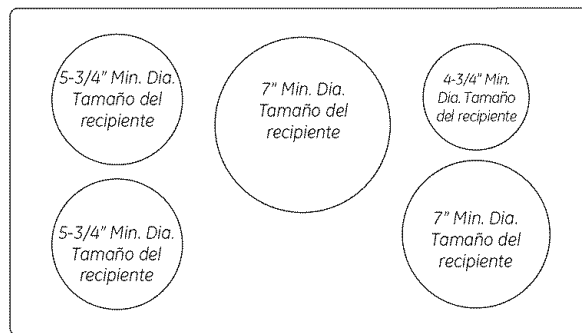 5-3/4" Min. Dia.
Tamaño del
recipiente
7" Min. Dia.
Tamaño del
recipiente
4-3/4" Min.
Dia. Tamaño
del recipiente
5-3/4" Min. Dia.
Tamaño del
recipiente
7" Min. Dia.
Tamaño del
recipiente